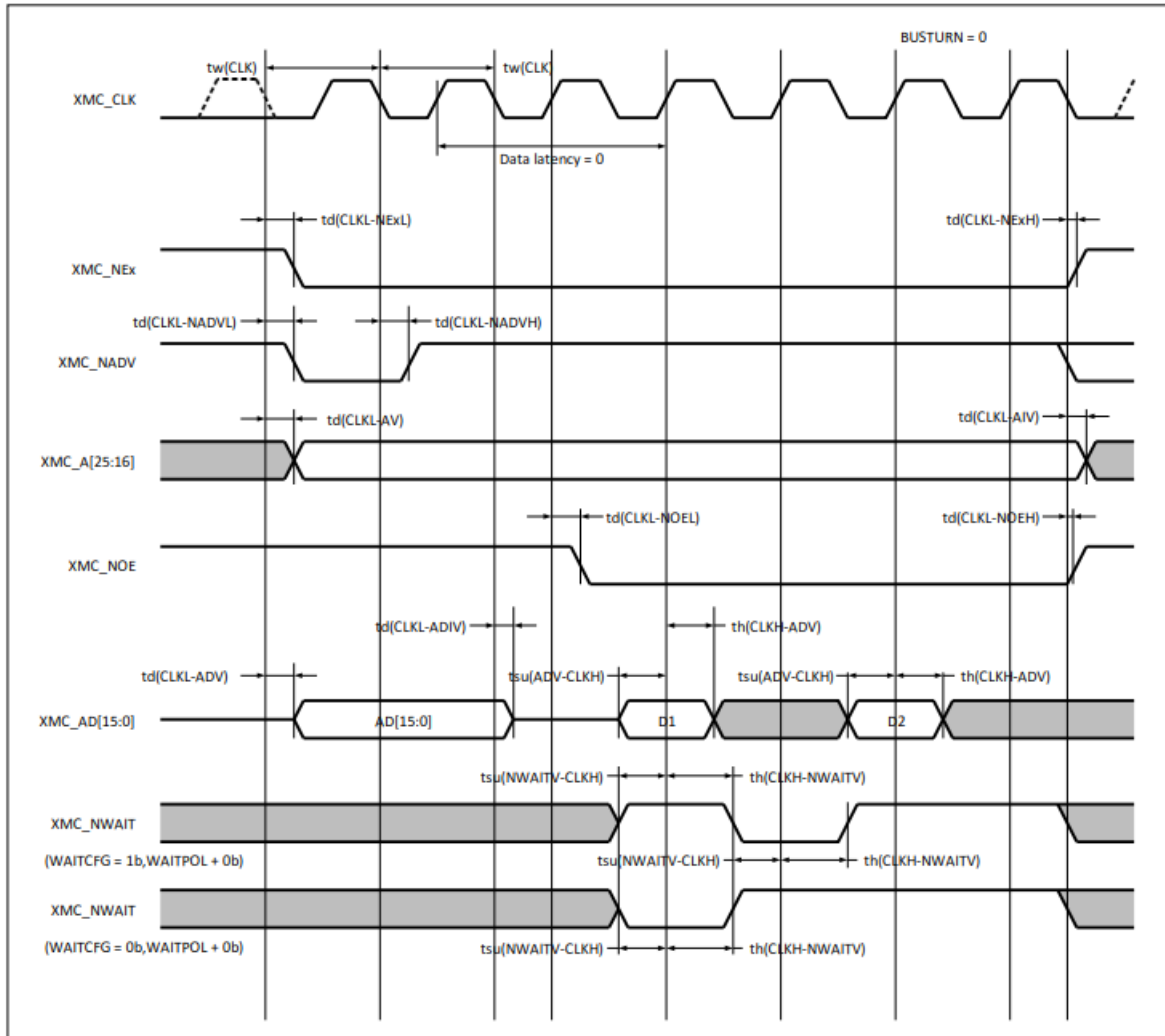 BUSTURN = 0
tw(CLK) tw(CLK)
XMC_CLK
Data latency = 0
td(CLKL-NExL) td(CLKL-NExH)
XMC_NEx
td(CLKL-NADVL) td(CLKL-NADVH)
XMC_NADV
td(CLKL-AV) td(CLKL-AIV)
XMC_A[25:16]
td(CLKL-NOEL) td(CLKL-NOEH)
XMC_NOE
td(CLKL-ADIV) th(CLKH-ADV)
td(CLKL-ADV) tsu(ADV-CLKH) tsu(ADV-CLKH) th(CLKH-ADV)
XMC_AD[15:0] AD[15:0] D1 D2
tsu(NWAITV-CLKH) th(CLKH-NWAITV)
XMC_NWAIT
(WAITCFG = 1b,WAITPOL + 0b) tsu(NWAITV-CLKH) th(CLKH-NWAITV)
XMC_NWAIT
(WAITCFG = 0b,WAITPOL + 0b) tsu(NWAITV-CLKH) th(CLKH-NWAITV)